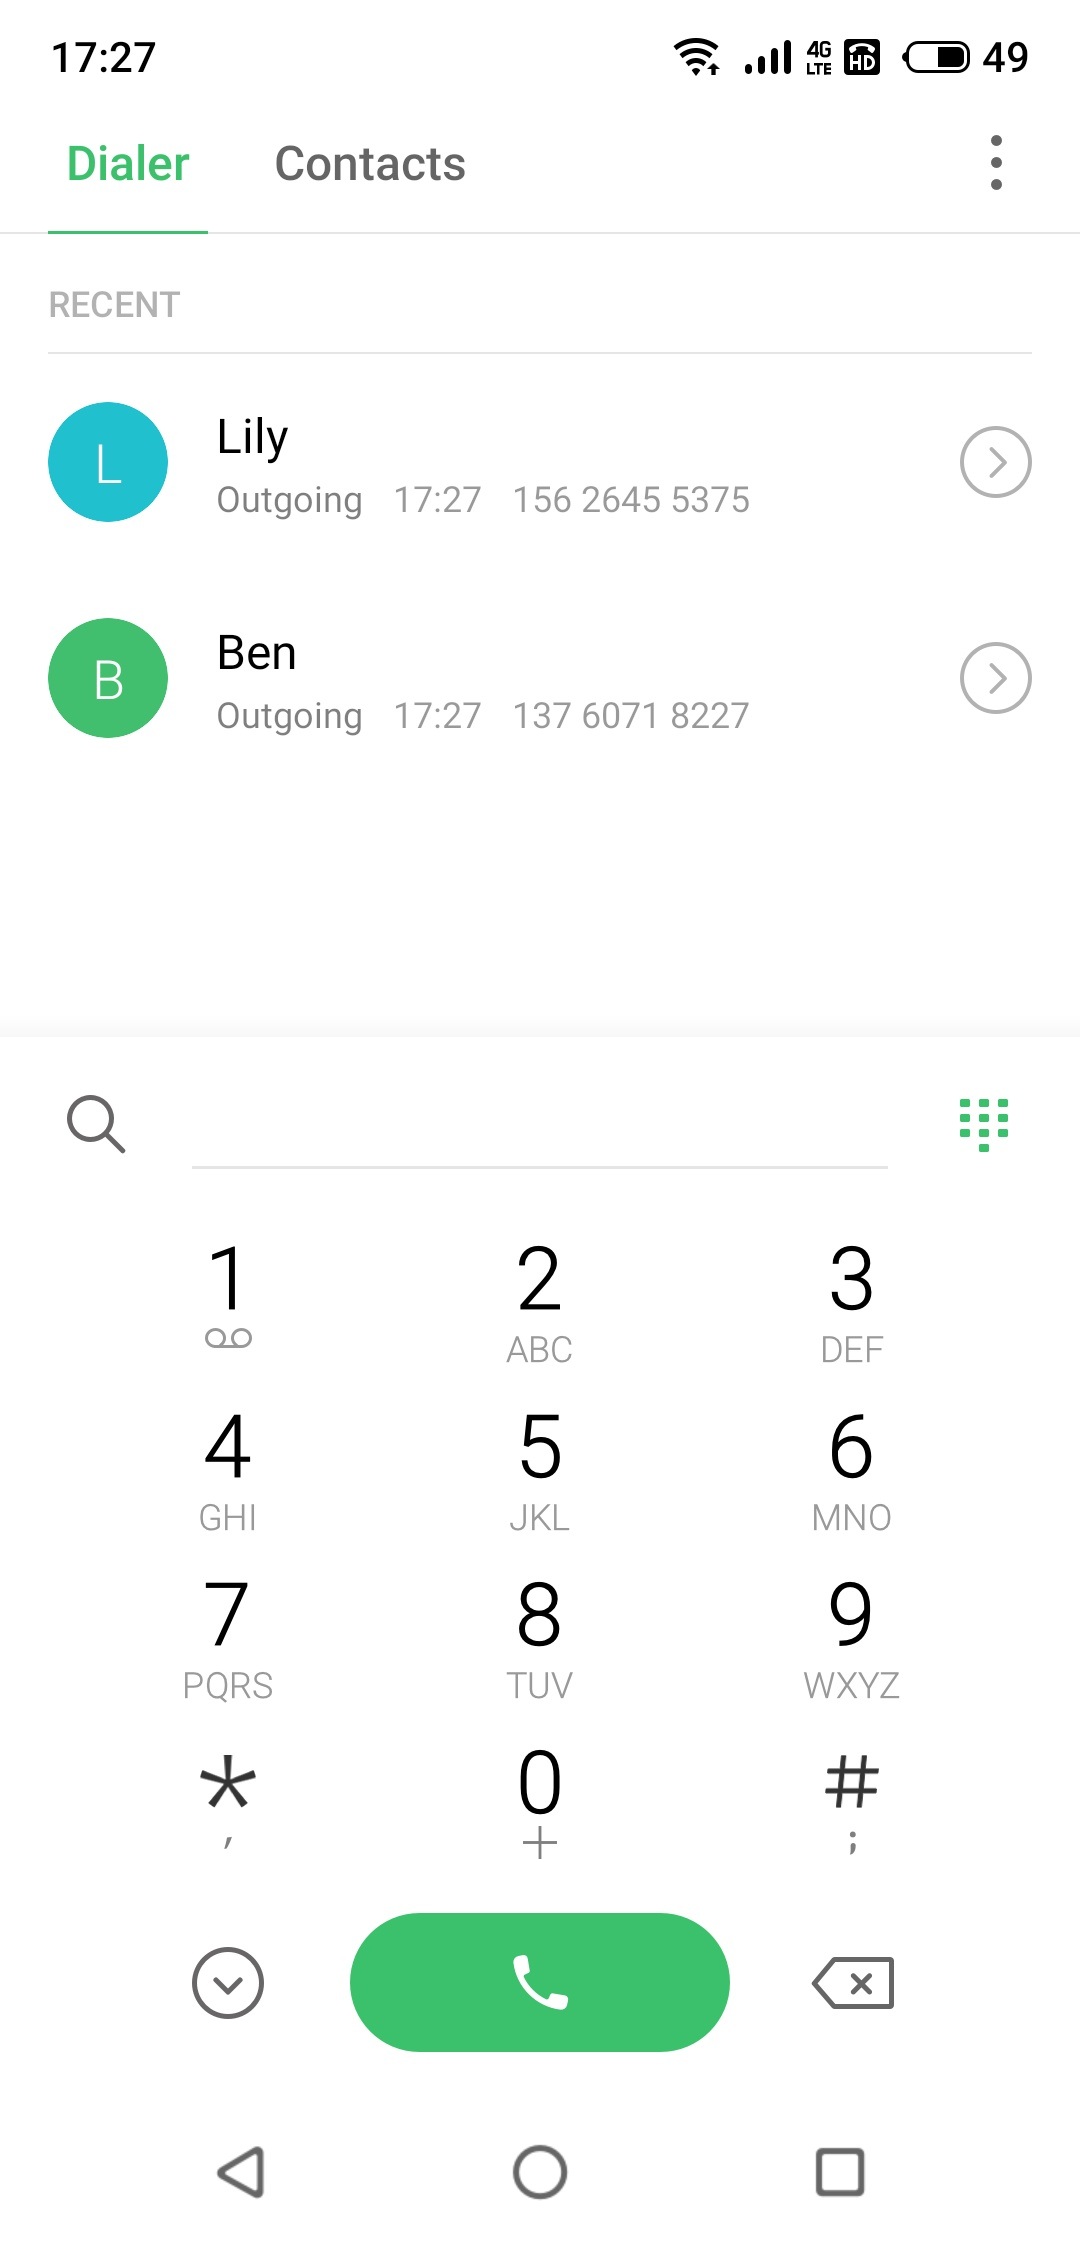 17:27 4G LTE HD 49
Dialer Contacts
RECENT
L Lily
Outgoing 17:27 156 2645 5375
B Ben
Outgoing 17:27 137 6071 8227
1 2 3
ABC DEF
4 5 6
GHI JKL MNO
7 8 9
PQRS TUV WXYZ
* 0 #
, + ;